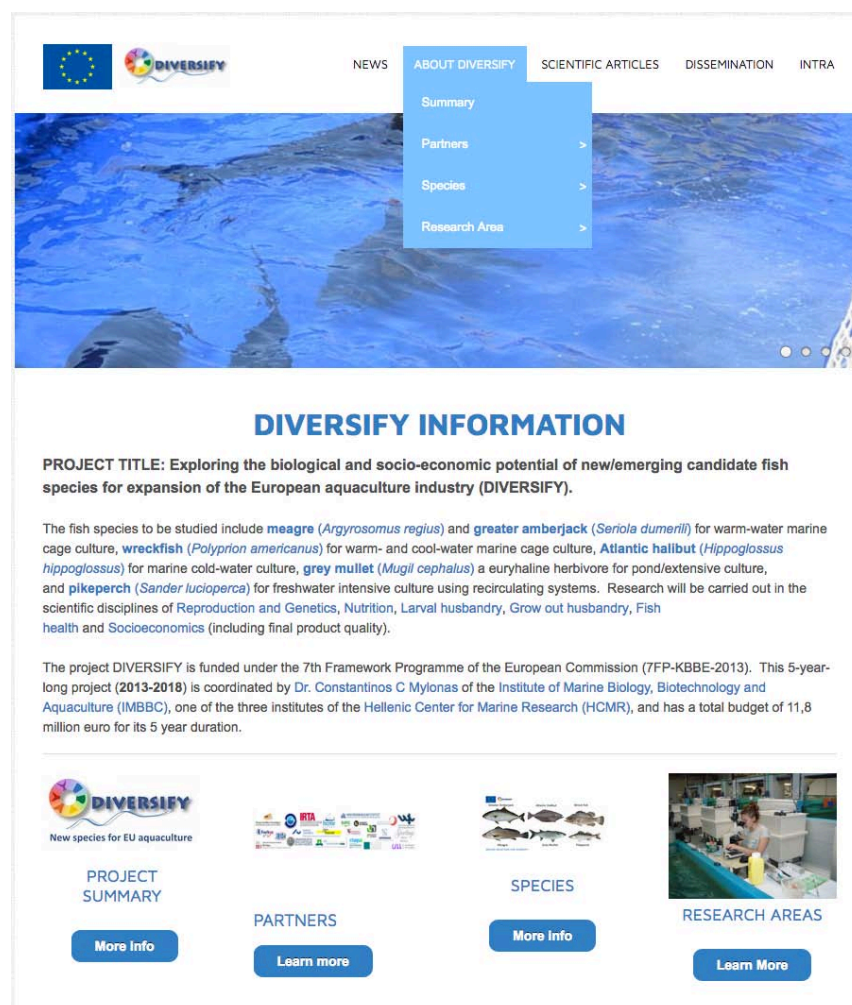 DIVERSIFY
NEWS
ABOUT DIVERSIFY
SCIENTIFIC ARTICLES
DISSEMINATION
INTRA
Summary
Partners >
Species >
Research Area >
DIVERSIFY INFORMATION
PROJECT TITLE: Exploring the biological and socio-economic potential of new/emerging candidate fish
species for expansion of the European aquaculture industry (DIVERSIFY).
The fish species to be studied include meagre (Argyrosomus regius) and greater amberjack (Seriola dumerili) for warm-water marine
cage culture, wreckfish (Polyprion americanus) for warm- and cool-water marine cage culture, Atlantic halibut (Hippoglossus
hippoglossus) for marine cold-water culture, grey mullet (Mugil cephalus) a euryhaline herbivore for pond/extensive culture,
and pikeperch (Sander lucioperca) for freshwater intensive culture using recirculating systems.  Research will be carried out in the
scientific disciplines of Reproduction and Genetics, Nutrition, Larval husbandry, Grow out husbandry, Fish
health and Socioeconomics (including final product quality).
The project DIVERSIFY is funded under the 7th Framework Programme of the European Commission (7FP-KBBE-2013).  This 5-year-
long project (2013-2018) is coordinated by Dr. Constantinos C Mylonas of the Institute of Marine Biology, Biotechnology and
Aquaculture (IMBBC), one of the three institutes of the Hellenic Center for Marine Research (HCMR), and has a total budget of 11,8
million euro for its 5 year duration.
DIVERSIFY
New species for EU aquaculture
PROJECT
SUMMARY
More Info
IRTA
PARTNERS
Learn more
SPECIES
More Info
RESEARCH AREAS
Learn More